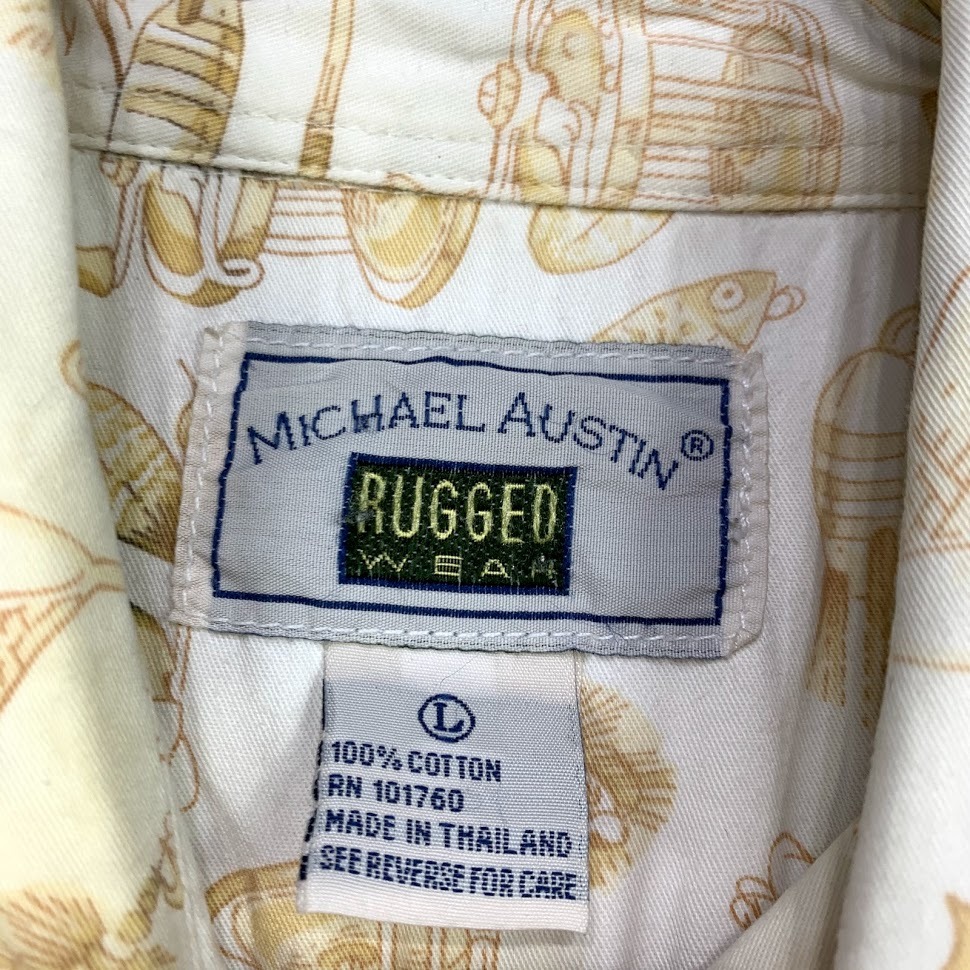 MICHAEL AUSTIN®
RUGGED
WEAR
L
100% COTTON
RN 101760
MADE IN THAILAND
SEE REVERSE FOR CARE